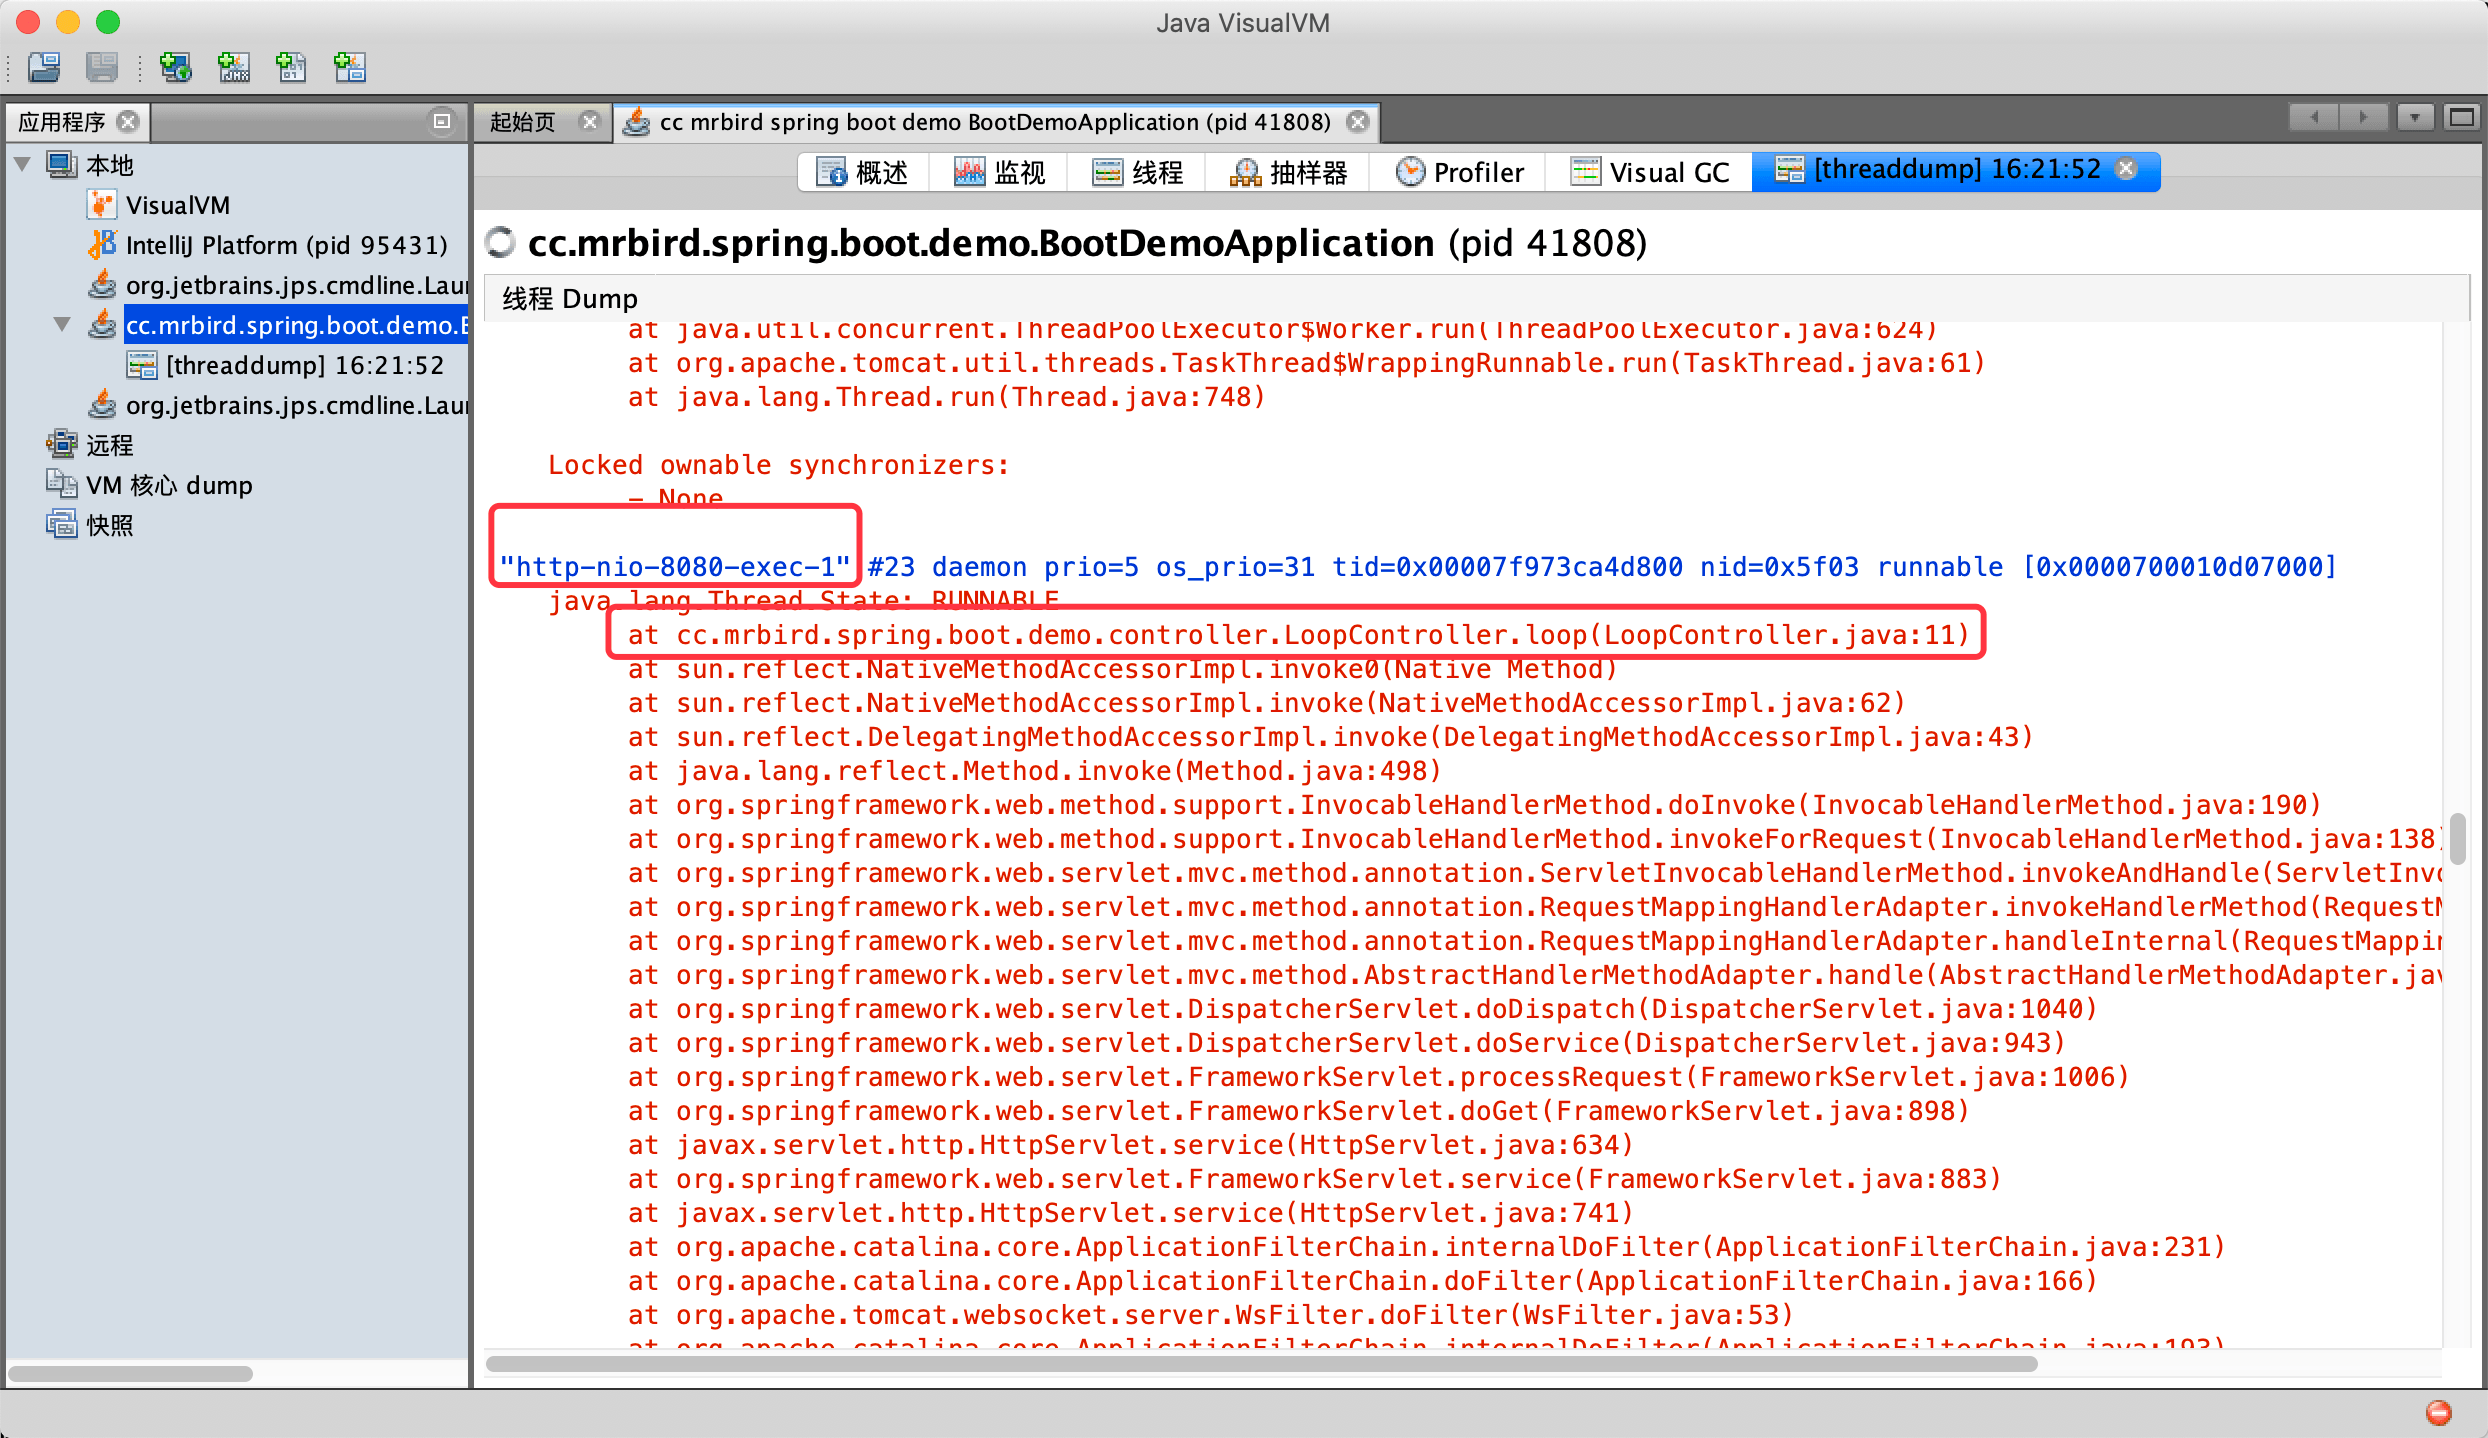 Java VisualVM
应用程序
起始页
cc mrbird spring boot demo BootDemoApplication (pid 41808)
本地
VisualVM
IntelliJ Platform (pid 95431)
org.jetbrains.jps.cmdline.Lau
cc.mrbird.spring.boot.demo.B
[threaddump] 16:21:52
org.jetbrains.jps.cmdline.Lau
远程
VM 核心 dump
快照
概述
监视
线程
抽样器
Profiler
Visual GC
[threaddump] 16:21:52
cc.mrbird.spring.boot.demo.BootDemoApplication (pid 41808)
线程 Dump
at java.util.concurrent.ThreadPoolExecutor$Worker.run(ThreadPoolExecutor.java:624)
at org.apache.tomcat.util.threads.TaskThread$WrappingRunnable.run(TaskThread.java:61)
at java.lang.Thread.run(Thread.java:748)
Locked ownable synchronizers:
- None
"http-nio-8080-exec-1" #23 daemon prio=5 os_prio=31 tid=0x00007f973ca4d800 nid=0x5f03 runnable [0x0000700010d07000]
java.lang.Thread.State: RUNNABLE
at cc.mrbird.spring.boot.demo.controller.LoopController.loop(LoopController.java:11)
at sun.reflect.NativeMethodAccessorImpl.invoke0(Native Method)
at sun.reflect.NativeMethodAccessorImpl.invoke(NativeMethodAccessorImpl.java:62)
at sun.reflect.DelegatingMethodAccessorImpl.invoke(DelegatingMethodAccessorImpl.java:43)
at java.lang.reflect.Method.invoke(Method.java:498)
at org.springframework.web.method.support.InvocableHandlerMethod.doInvoke(InvocableHandlerMethod.java:190)
at org.springframework.web.method.support.InvocableHandlerMethod.invokeForRequest(InvocableHandlerMethod.java:138)
at org.springframework.web.servlet.mvc.method.annotation.ServletInvocableHandlerMethod.invokeAndHandle(ServletInvo
at org.springframework.web.servlet.mvc.method.annotation.RequestMappingHandlerAdapter.invokeHandlerMethod(RequestM
at org.springframework.web.servlet.mvc.method.annotation.RequestMappingHandlerAdapter.handleInternal(RequestMappin
at org.springframework.web.servlet.mvc.method.AbstractHandlerMethodAdapter.handle(AbstractHandlerMethodAdapter.jav
at org.springframework.web.servlet.DispatcherServlet.doDispatch(DispatcherServlet.java:1040)
at org.springframework.web.servlet.DispatcherServlet.doService(DispatcherServlet.java:943)
at org.springframework.web.servlet.FrameworkServlet.processRequest(FrameworkServlet.java:1006)
at org.springframework.web.servlet.FrameworkServlet.doGet(FrameworkServlet.java:898)
at javax.servlet.http.HttpServlet.service(HttpServlet.java:634)
at org.springframework.web.servlet.FrameworkServlet.service(FrameworkServlet.java:883)
at javax.servlet.http.HttpServlet.service(HttpServlet.java:741)
at org.apache.catalina.core.ApplicationFilterChain.internalDoFilter(ApplicationFilterChain.java:231)
at org.apache.catalina.core.ApplicationFilterChain.doFilter(ApplicationFilterChain.java:166)
at org.apache.tomcat.websocket.server.WsFilter.doFilter(WsFilter.java:53)
at org.apache.catalina.core.ApplicationFilterChain.internalDoFilter(ApplicationFilterChain.java:193)